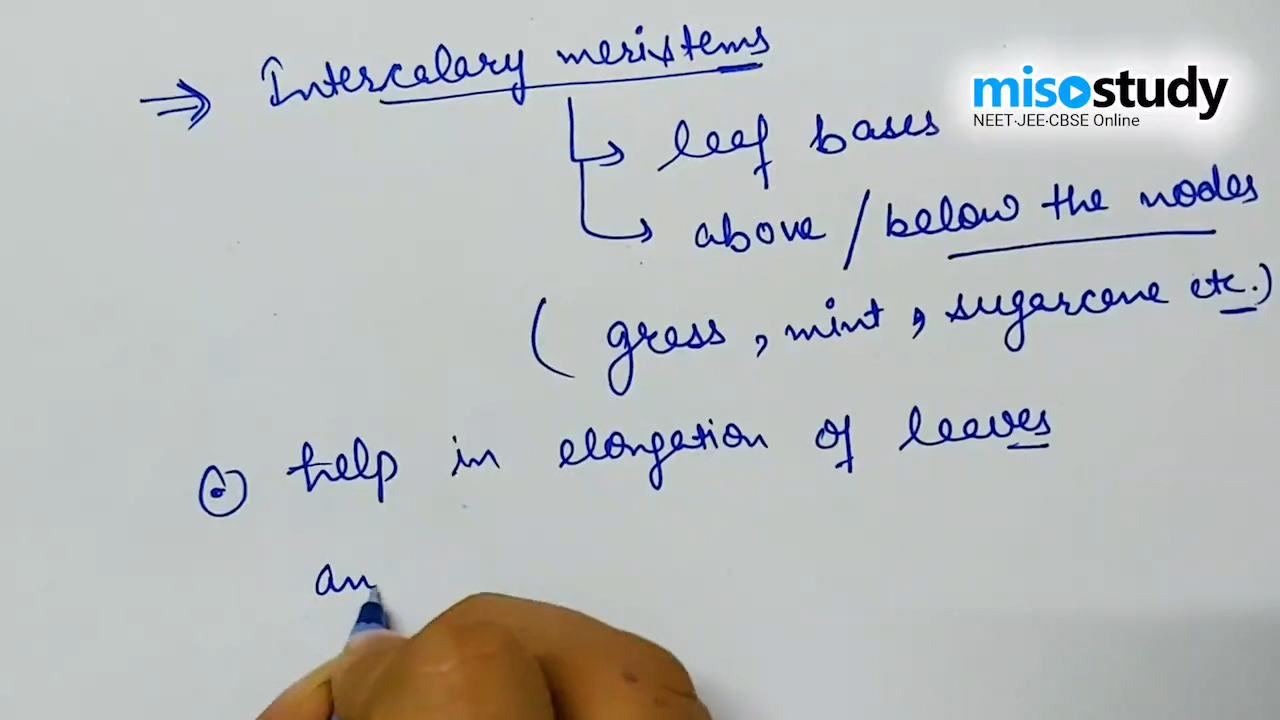 ⇒ Intercalary meristems
misostudy
NEET·JEE·CBSE Online
→ leaf bases
→ above / below the nodes
( grass, mint, sugarcane etc.)
⊙ help in elongation of leaves
an